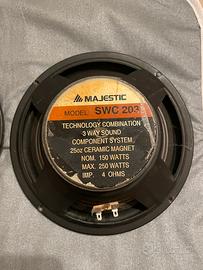 MAJESTIC
MODEL: SWC 203
TECHNOLOGY COMBINATION
3 WAY SOUND
COMPONENT SYSTEM
25oz CERAMIC MAGNET
NOM. 150 WATTS
MAX. 250 WATTS
IMP. 4 OHMS